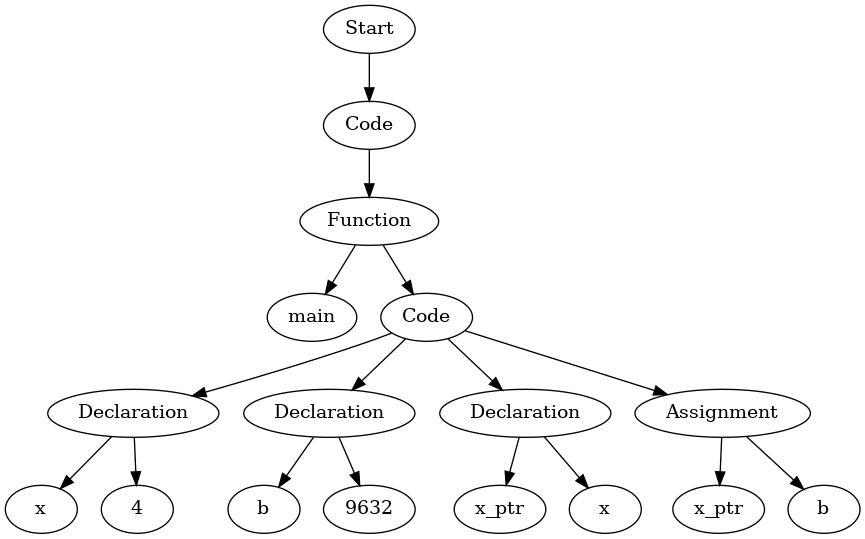 Start
Code
Function
main
Code
Declaration
Declaration
Declaration
Assignment
x
4
b
9632
x_ptr
x
x_ptr
b